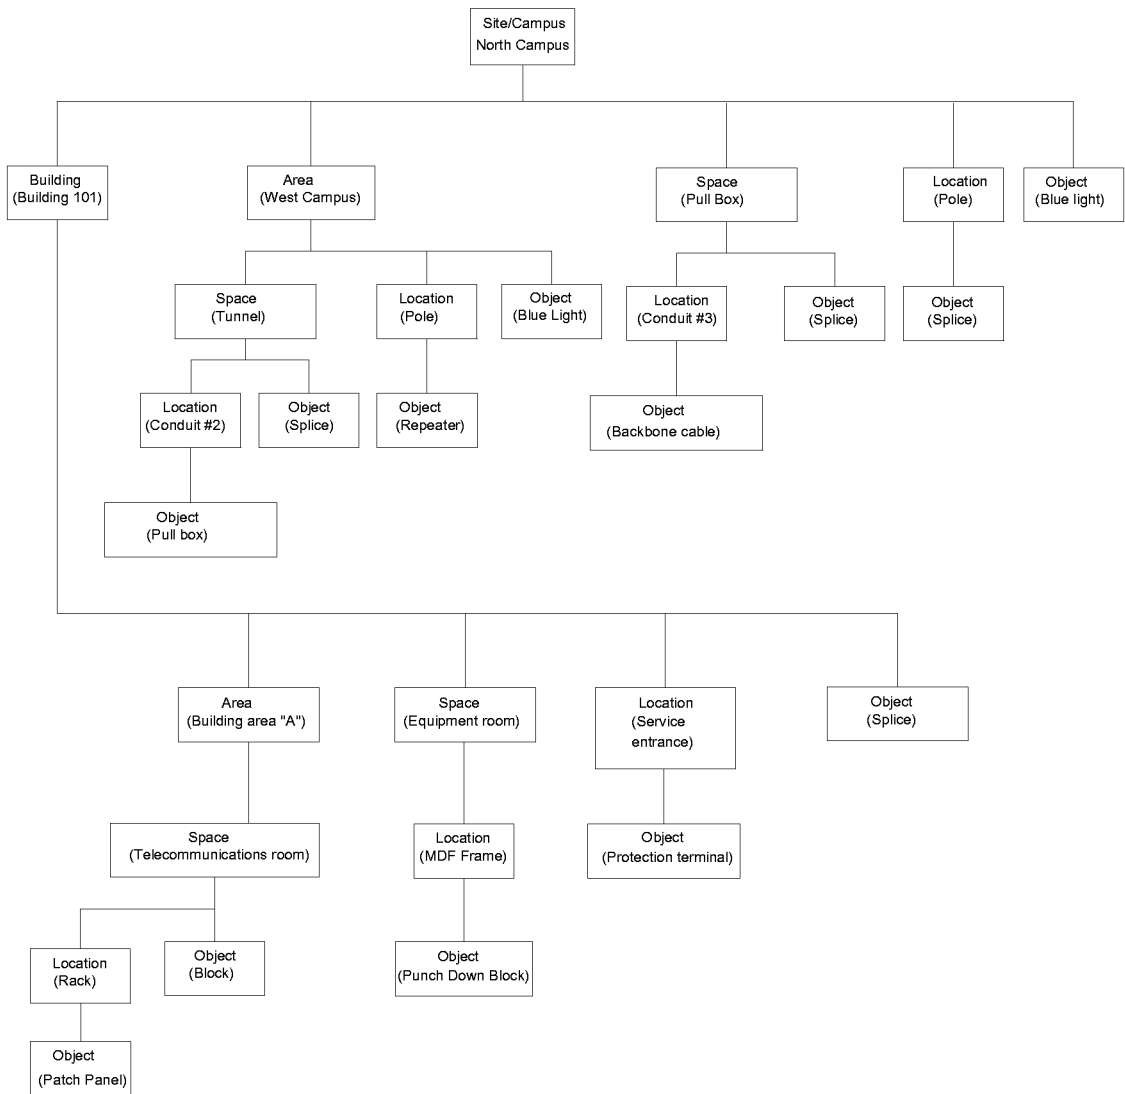 Site/Campus
North Campus
Building
(Building 101)
Area
(West Campus)
Space
(Pull Box)
Location
(Pole)
Object
(Blue light)
Space
(Tunnel)
Location
(Pole)
Object
(Blue Light)
Location
(Conduit #3)
Object
(Splice)
Object
(Splice)
Location
(Conduit #2)
Object
(Splice)
Object
(Repeater)
Object
(Backbone cable)
Object
(Pull box)
Area
(Building area "A")
Space
(Equipment room)
Location
(Service
entrance)
Object
(Splice)
Space
(Telecommunications room)
Location
(MDF Frame)
Object
(Protection terminal)
Location
(Rack)
Object
(Block)
Object
(Punch Down Block)
Object
(Patch Panel)